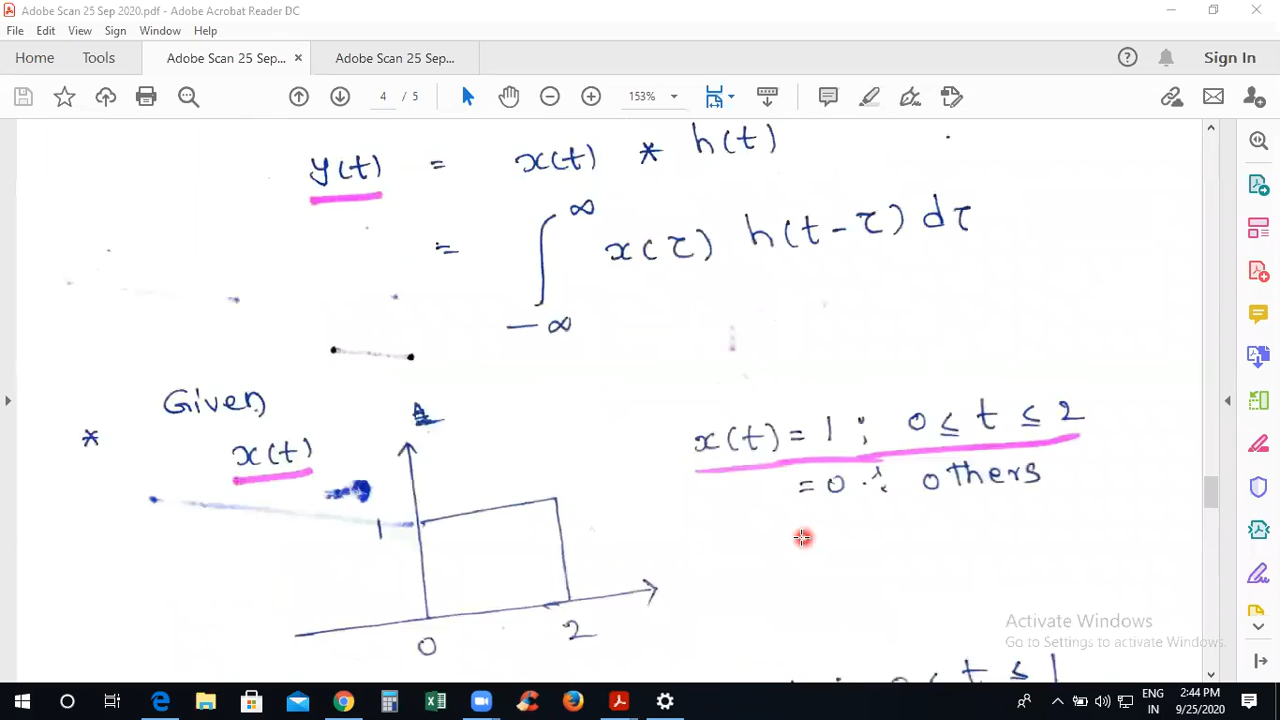 Adobe Scan 25 Sep 2020.pdf - Adobe Acrobat Reader DC
File Edit View Sign Window Help
Home Tools Adobe Scan 25 Sep... × Adobe Scan 25 Sep... Sign In
4 / 5 153%
y(t) = x(t) * h(t)
= ∫ x(τ) h(t-τ) dτ
∞
-∞
Given
* x(t)
x(t) = 1 ; 0 ≤ t ≤ 2
= 0 ; others
1
0 2
Activate Windows
Go to Settings to activate Windows.
ENG 2:44 PM
IN 9/25/2020